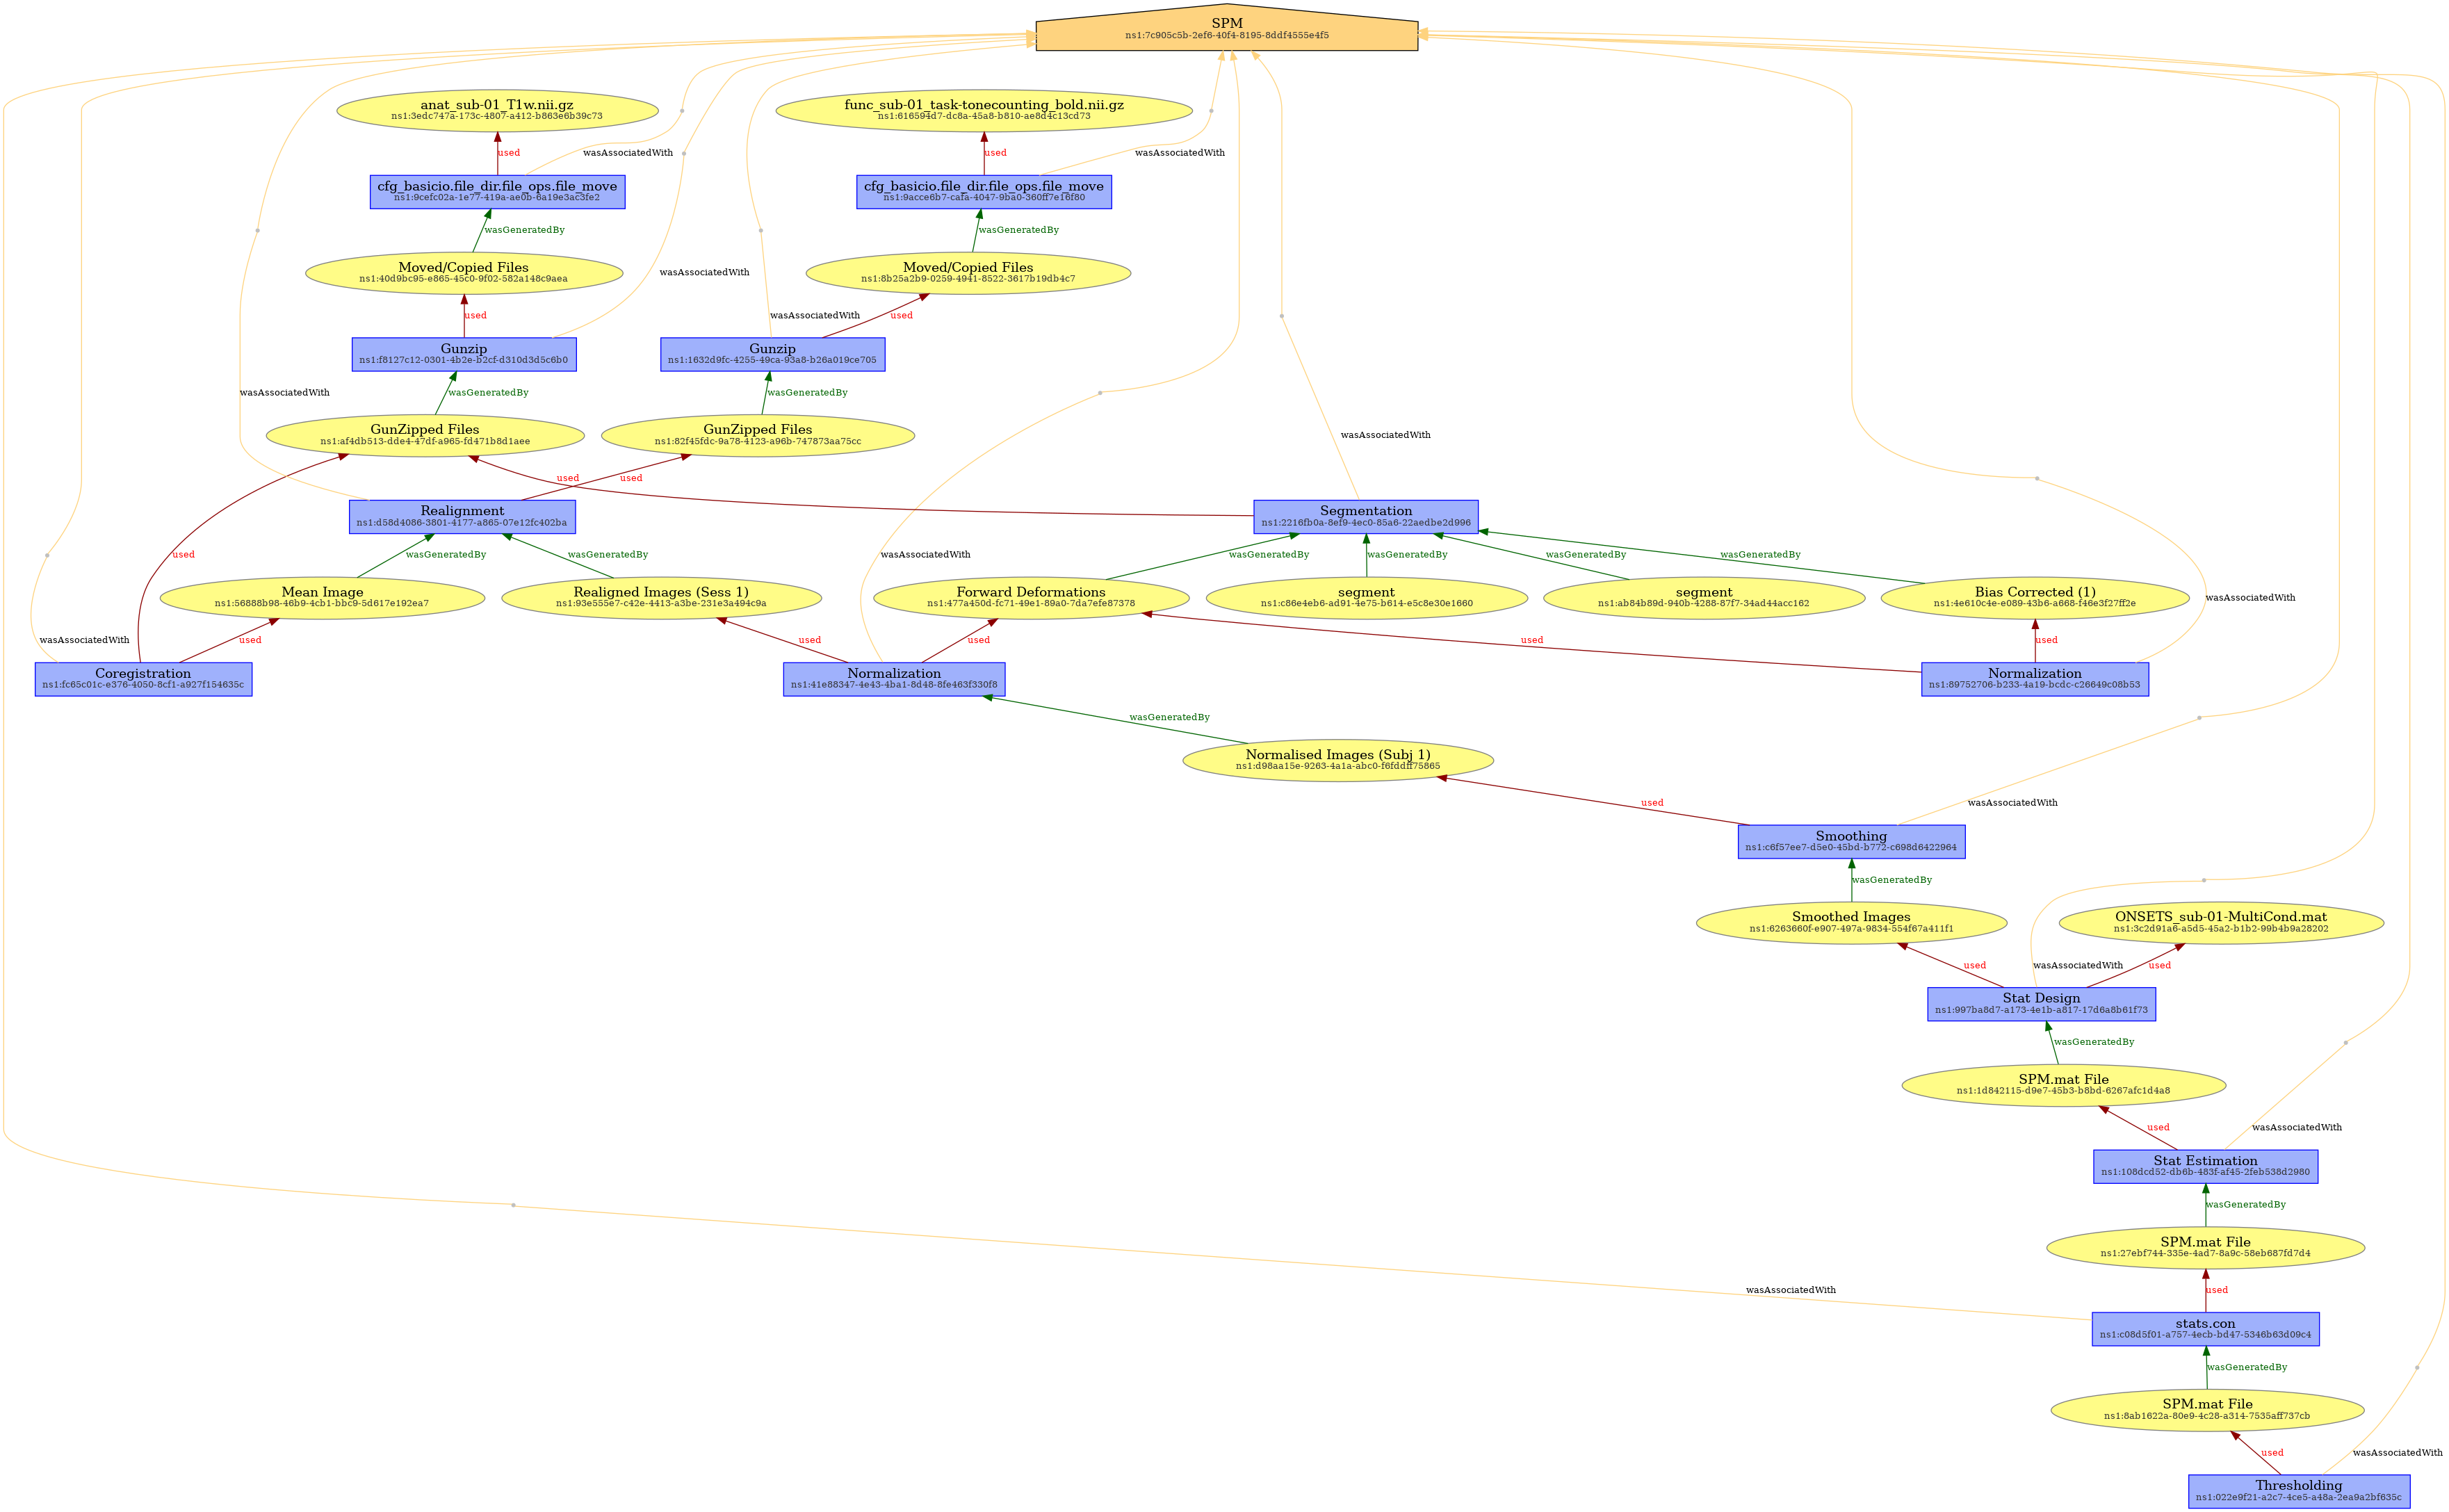 SPM
ns1:7c905c5b-2ef6-40f4-8195-8ddf4555e4f5
anat_sub-01_T1w.nii.gz
ns1:3edc747a-173c-4807-a412-b863e6b39c73
func_sub-01_task-tonecounting_bold.nii.gz
ns1:616594d7-dc8a-45a8-b810-ae8d4c13cd73
used
wasAssociatedWith
used
wasAssociatedWith
cfg_basicio.file_dir.file_ops.file_move
ns1:9cefc02a-1e77-419a-ae0b-6a19e3ac3fe2
cfg_basicio.file_dir.file_ops.file_move
ns1:9acce6b7-cafa-4047-9ba0-360ff7e16f80
wasGeneratedBy
wasGeneratedBy
Moved/Copied Files
ns1:40d9bc95-e865-45c0-9f02-582a148c9aea
wasAssociatedWith
Moved/Copied Files
ns1:8b25a2b9-0259-4941-8522-3617b19db4c7
used
wasAssociatedWith
used
Gunzip
ns1:f8127c12-0301-4b2e-b2cf-d310d3d5c6b0
Gunzip
ns1:1632d9fc-4255-49ca-93a8-b26a019ce705
wasAssociatedWith
wasGeneratedBy
wasGeneratedBy
GunZipped Files
ns1:af4db513-dde4-47df-a965-fd471b8d1aee
GunZipped Files
ns1:82f45fdc-9a78-4123-a96b-747873aa75cc
wasAssociatedWith
used
used
Realignment
ns1:d58d4086-3801-4177-a865-07e12fc402ba
Segmentation
ns1:2216fb0a-8ef9-4ec0-85a6-22aedbe2d996
used
wasGeneratedBy
wasGeneratedBy
wasAssociatedWith
wasGeneratedBy
wasGeneratedBy
wasGeneratedBy
wasGeneratedBy
Mean Image
ns1:56888b98-46b9-4cb1-bbc9-5d617e192ea7
Realigned Images (Sess 1)
ns1:93e555e7-c42e-4413-a3be-231e3a494c9a
Forward Deformations
ns1:477a450d-fc71-49e1-89a0-7da7efe87378
segment
ns1:c86e4eb6-ad91-4e75-b614-e5c8e30e1660
segment
ns1:ab84b89d-940b-4288-87f7-34ad44acc162
Bias Corrected (1)
ns1:4e610c4e-e089-43b6-a668-f46e3f27ff2e
wasAssociatedWith
wasAssociatedWith
used
used
used
used
used
Coregistration
ns1:fc65c01c-e376-4050-8cf1-a927f154635c
Normalization
ns1:41e88347-4e43-4ba1-8d48-8fe463f330f8
Normalization
ns1:89752706-b233-4a19-bcdc-c26649c08b53
wasGeneratedBy
Normalised Images (Subj 1)
ns1:d98aa15e-9263-4a1a-abc0-f6fddff75865
used
wasAssociatedWith
Smoothing
ns1:c6f57ee7-d5e0-45bd-b772-c698d6422964
wasGeneratedBy
Smoothed Images
ns1:6263660f-e907-497a-9834-554f67a411f1
ONSETS_sub-01-MultiCond.mat
ns1:3c2d91a6-a5d5-45a2-b1b2-99b4b9a28202
used
wasAssociatedWith
used
Stat Design
ns1:997ba8d7-a173-4e1b-a817-17d6a8b61f73
wasGeneratedBy
SPM.mat File
ns1:1d842115-d9e7-45b3-b8bd-6267afc1d4a8
used
wasAssociatedWith
Stat Estimation
ns1:108dcd52-db6b-483f-af45-2feb538d2980
wasGeneratedBy
SPM.mat File
ns1:27ebf744-335e-4ad7-8a9c-58eb687fd7d4
wasAssociatedWith
used
stats.con
ns1:c08d5f01-a757-4ecb-bd47-5346b63d09c4
wasGeneratedBy
SPM.mat File
ns1:8ab1622a-80e9-4c28-a314-7535aff737cb
used
wasAssociatedWith
Thresholding
ns1:022e9f21-a2c7-4ce5-a48a-2ea9a2bf635c